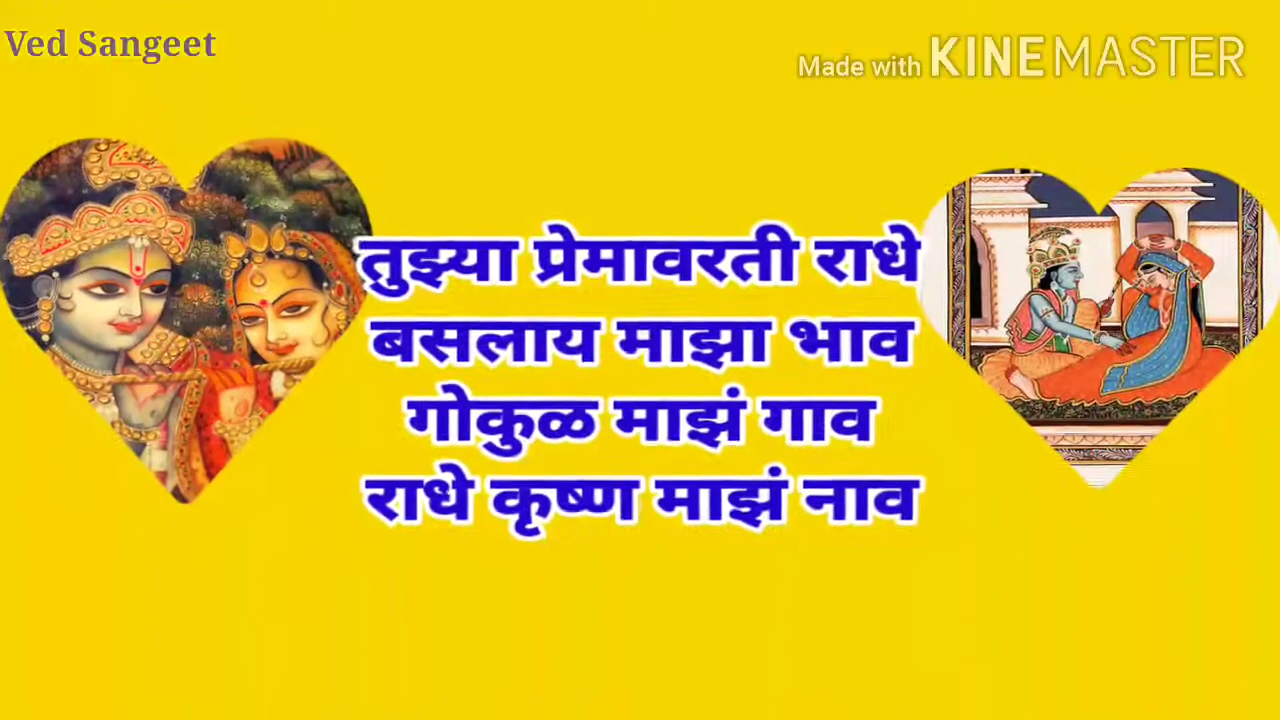 Ved Sangeet
Made with KINEMASTER
तुझ्या प्रेमावरती राधे
बसलाय माझा भाव
गोकुळ माझं गाव
राधे कृष्ण माझं नाव